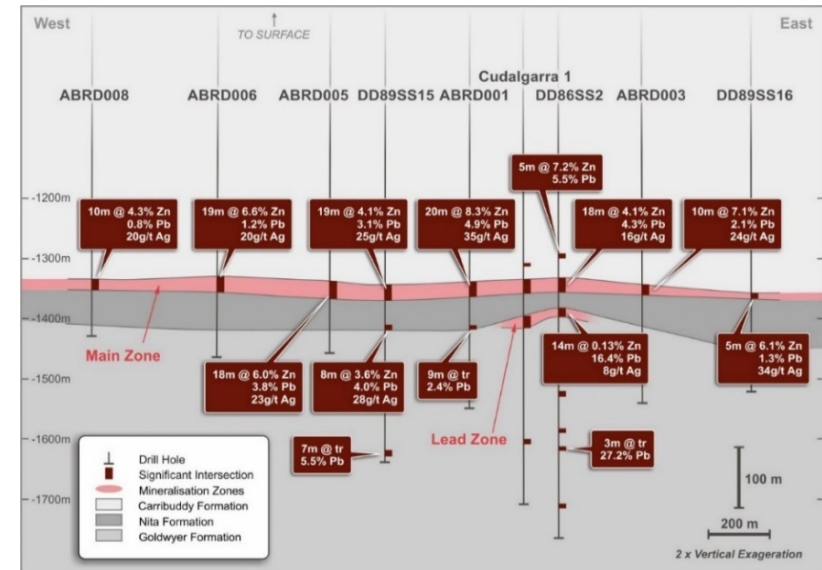 West
TO SURFACE
East
Cudalgarra 1
ABRD008
ABRD006
ABRD005
DD89SS15
ABRD001
DD86SS2
ABRD003
DD89SS16
5m @ 7.2% Zn
5.5% Pb
-1200m
10m @ 4.3% Zn
0.8% Pb
20g/t Ag
19m @ 6.6% Zn
1.2% Pb
20g/t Ag
19m @ 4.1% Zn
3.1% Pb
25g/t Ag
20m @ 8.3% Zn
4.9% Pb
35g/t Ag
18m @ 4.1% Zn
4.3% Pb
16g/t Ag
10m @ 7.1% Zn
2.1% Pb
24g/t Ag
-1300m
-1400m
Main Zone
18m @ 6.0% Zn
3.8% Pb
23g/t Ag
8m @ 3.6% Zn
4.0% Pb
28g/t Ag
9m @ tr
2.4% Pb
14m @ 0.13% Zn
16.4% Pb
8g/t Ag
5m @ 6.1% Zn
1.3% Pb
34g/t Ag
-1500m
Lead Zone
-1600m
7m @ tr
5.5% Pb
3m @ tr
27.2% Pb
-1700m
Drill Hole
Significant Intersection
Mineralisation Zones
Carribuddy Formation
Nita Formation
Goldwyer Formation
100 m
200 m
2 x Vertical Exageration